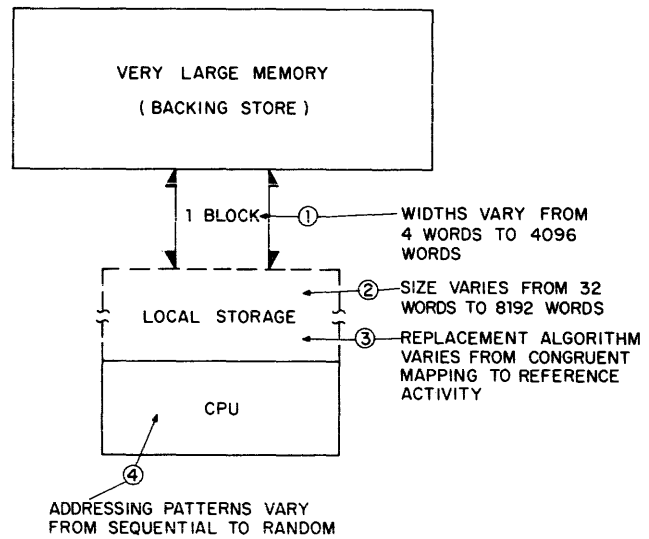 VERY LARGE MEMORY
( BACKING STORE )
1 BLOCK
① WIDTHS VARY FROM
4 WORDS TO 4096
WORDS
② SIZE VARIES FROM 32
WORDS TO 8192 WORDS
LOCAL STORAGE
③ REPLACEMENT ALGORITHM
VARIES FROM CONGRUENT
MAPPING TO REFERENCE
ACTIVITY
CPU
④
ADDRESSING PATTERNS VARY
FROM SEQUENTIAL TO RANDOM